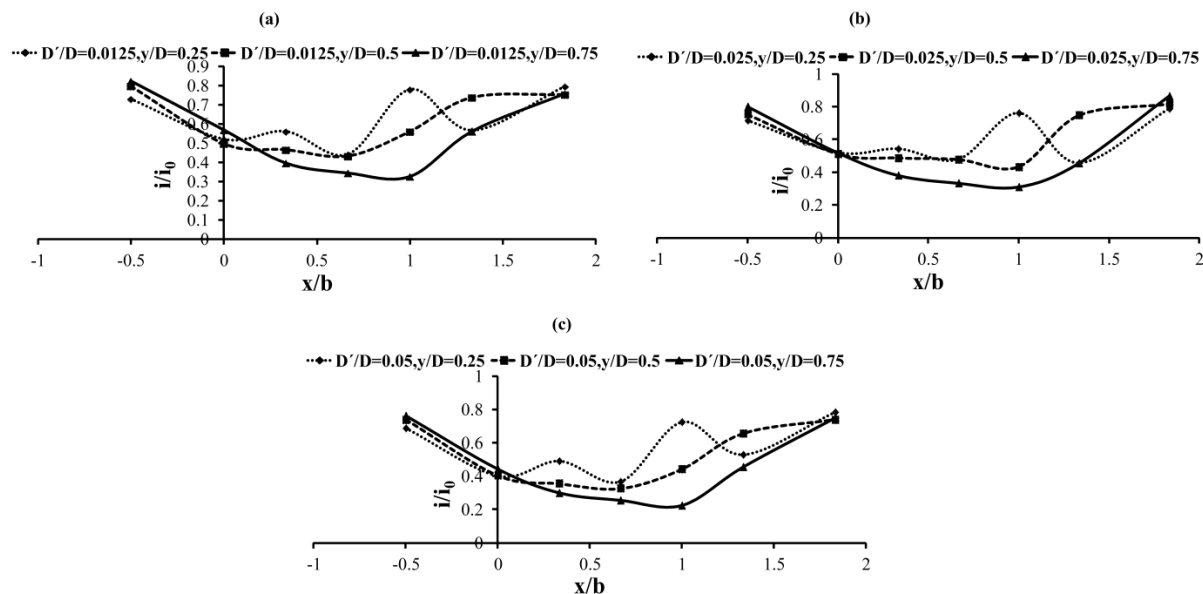 (a)
D´/D=0.0125,y/D=0.25 D´/D=0.0125,y/D=0.5 D´/D=0.0125,y/D=0.75
0.9
0.8
0.7
0.6
0.5
0.4
0.3
0.2
0.1
0
i/i0
-1 -0.5 0 0.5 1 1.5 2
x/b
(b)
D´/D=0.025,y/D=0.25 D´/D=0.025,y/D=0.5 D´/D=0.025,y/D=0.75
1
0.8
0.6
0.4
0.2
0
i/i0
-1 -0.5 0 0.5 1 1.5 2
x/b
(c)
D´/D=0.05,y/D=0.25 D´/D=0.05,y/D=0.5 D´/D=0.05,y/D=0.75
1
0.8
0.6
0.4
0.2
0
i/i0
-1 -0.5 0 0.5 1 1.5 2
x/b